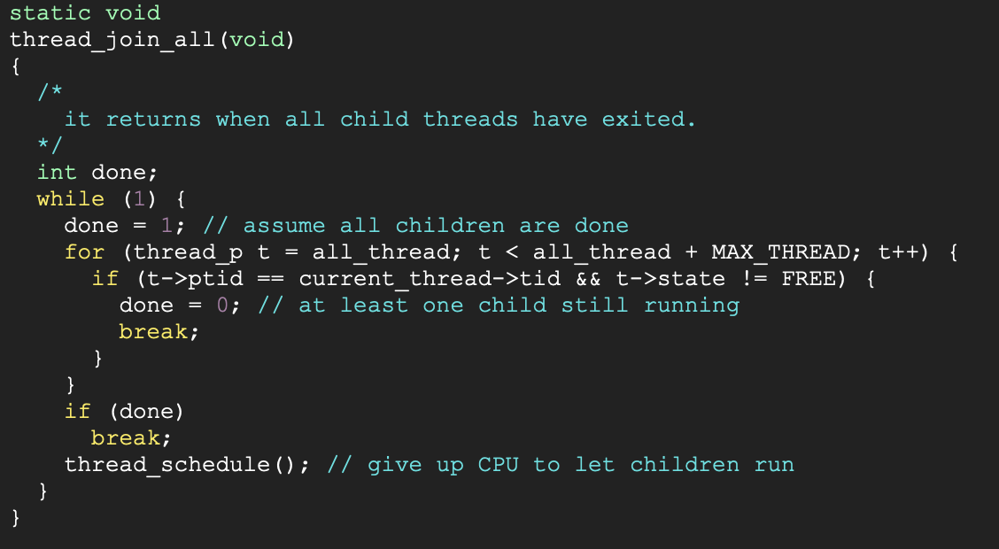 static void
thread_join_all(void)
{
  /*
    it returns when all child threads have exited.
  */
  int done;
  while (1) {
    done = 1; // assume all children are done
    for (thread_p t = all_thread; t < all_thread + MAX_THREAD; t++) {
      if (t->ptid == current_thread->tid && t->state != FREE) {
        done = 0; // at least one child still running
        break;
      }
    }
    if (done)
      break;
    thread_schedule(); // give up CPU to let children run
  }
}